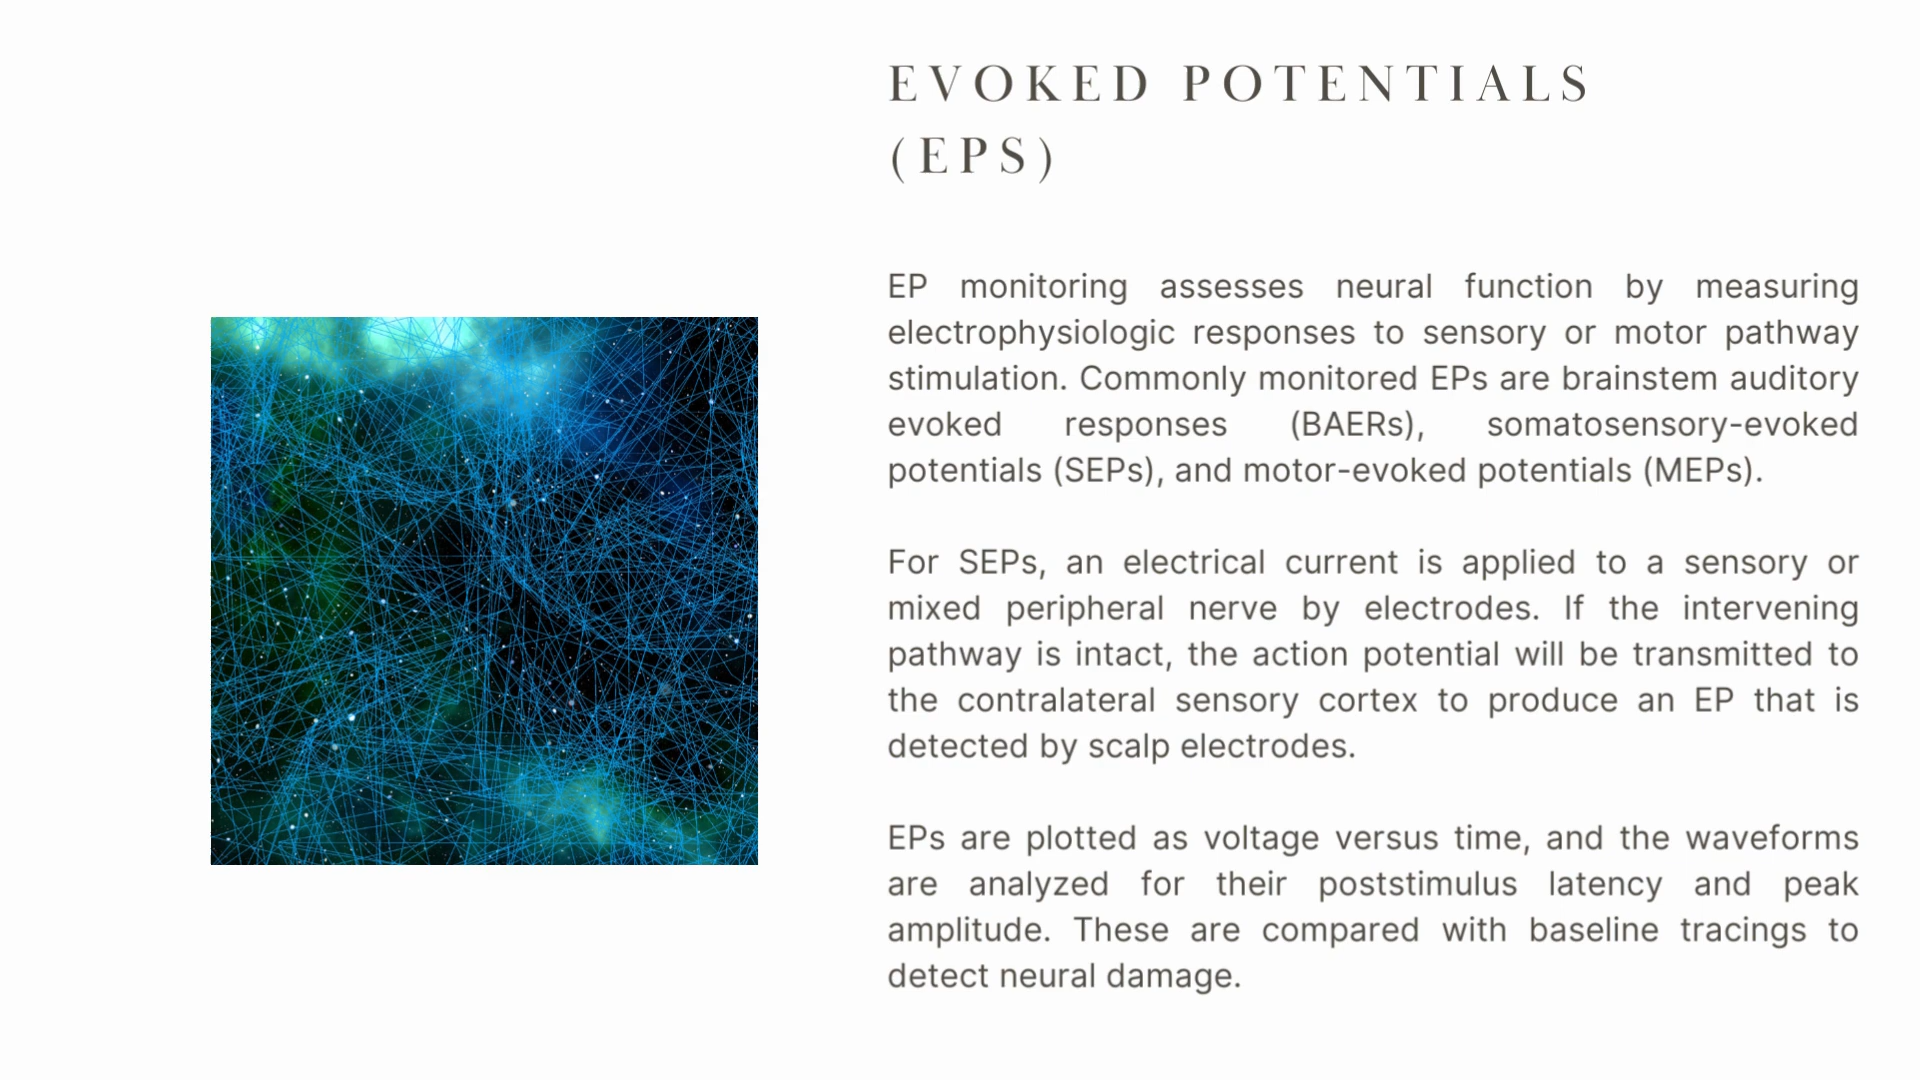 EVOKED POTENTIALS
(EPS)
EP monitoring assesses neural function by measuring
electrophysiologic responses to sensory or motor pathway
stimulation. Commonly monitored EPs are brainstem auditory
evoked responses (BAERs), somatosensory-evoked
potentials (SEPs), and motor-evoked potentials (MEPs).
For SEPs, an electrical current is applied to a sensory or
mixed peripheral nerve by electrodes. If the intervening
pathway is intact, the action potential will be transmitted to
the contralateral sensory cortex to produce an EP that is
detected by scalp electrodes.
EPs are plotted as voltage versus time, and the waveforms
are analyzed for their poststimulus latency and peak
amplitude. These are compared with baseline tracings to
detect neural damage.